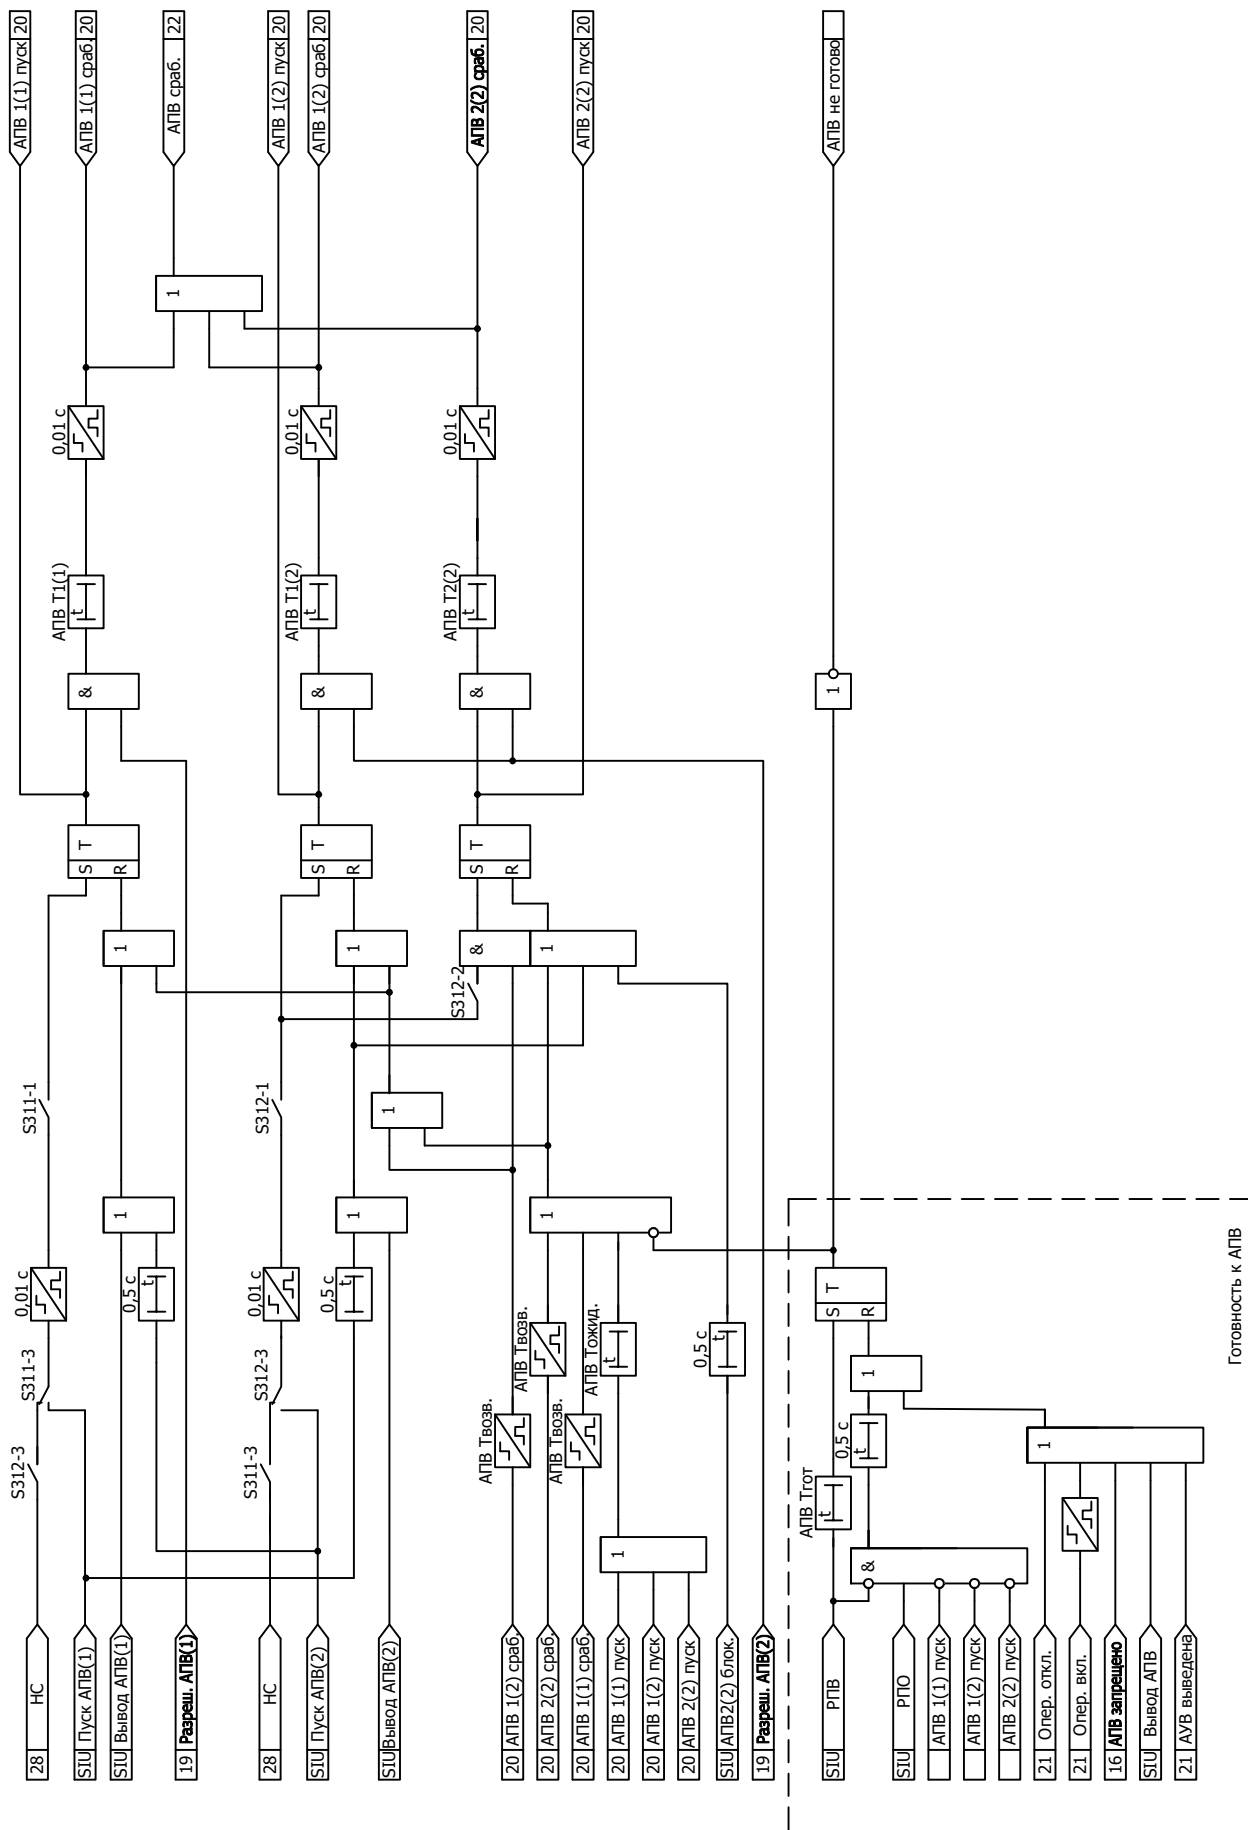 АПВ 1(1) пуск 20
АПВ 1(1) сраб. 20
АПВ сраб. 22
АПВ 1(2) пуск 20
АПВ 1(2) сраб. 20
АПВ 2(2) сраб. 20
АПВ 2(2) пуск 20
АПВ не готово
1
0,01 с
0,01 с
0,01 с
АПВ Т1(1)
t
АПВ Т1(2)
t
АПВ Т2(2)
t
&
&
&
1
S T
R
S T
R
S T
R
1
1
&
1
S312-2
S311-1
S312-1
1
1
1
1
0,01 с
0,5 с
t
0,01 с
0,5 с
t
S T
R
S311-3
S312-3
АПВ Твозв.
АПВ Тожид.
t
0,5 с
t
1
S312-3
S311-3
АПВ Твозв.
АПВ Твозв.
0,5 с
t
1
АПВ Тгот
t
1
&
28 НС
SIU Пуск АПВ(1)
SIU Вывод АПВ(1)
19 Разреш. АПВ(1)
28 НС
SIU Пуск АПВ(2)
SIU Вывод АПВ(2)
20 АПВ 1(2) сраб.
20 АПВ 2(2) сраб.
20 АПВ 1(1) сраб.
20 АПВ 1(1) пуск
20 АПВ 1(2) пуск
20 АПВ 2(2) пуск
SIU АПВ2(2) блок.
19 Разреш. АПВ(2)
SIU РПВ
SIU РПО
АПВ 1(1) пуск
АПВ 1(2) пуск
АПВ 2(2) пуск
21 Опер. откл.
21 Опер. вкл.
16 АПВ запрещено
SIU Вывод АПВ
21 АУВ выведена
Готовность к АПВ